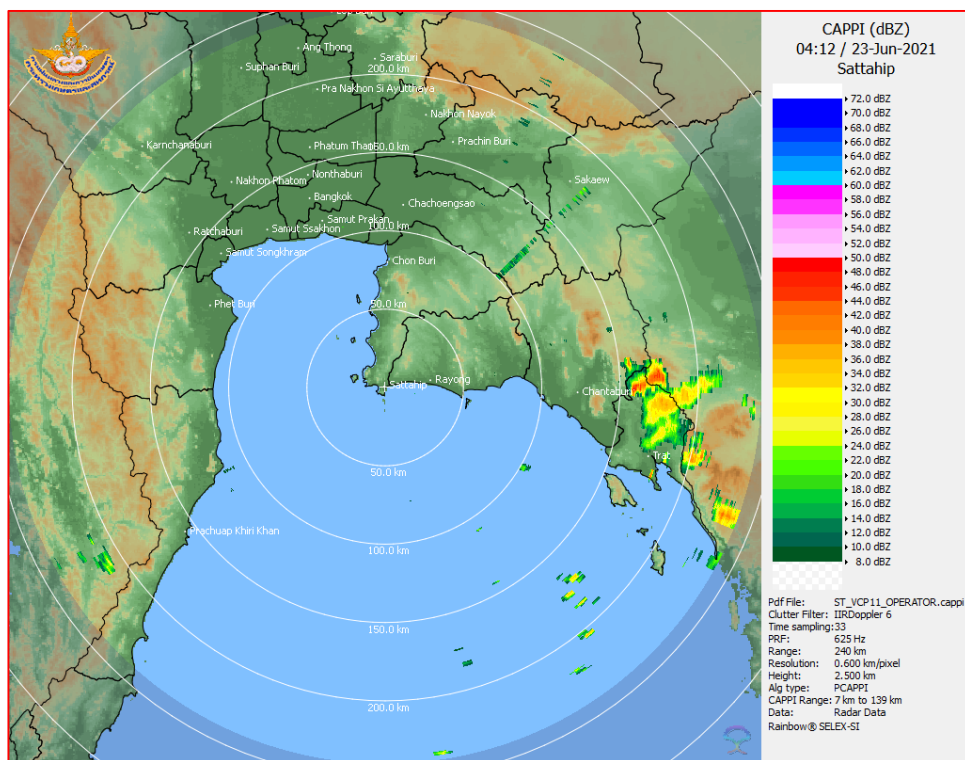 CAPPI (dBZ)
04:12 / 23-Jun-2021
Sattahip
72.0 dBZ
70.0 dBZ
68.0 dBZ
66.0 dBZ
64.0 dBZ
62.0 dBZ
60.0 dBZ
58.0 dBZ
56.0 dBZ
54.0 dBZ
52.0 dBZ
50.0 dBZ
48.0 dBZ
46.0 dBZ
44.0 dBZ
42.0 dBZ
40.0 dBZ
38.0 dBZ
36.0 dBZ
34.0 dBZ
32.0 dBZ
30.0 dBZ
28.0 dBZ
26.0 dBZ
24.0 dBZ
22.0 dBZ
20.0 dBZ
18.0 dBZ
16.0 dBZ
14.0 dBZ
12.0 dBZ
10.0 dBZ
8.0 dBZ
Pdf File: ST_VCP11_OPERATOR.cappi
Clutter Filter: IIRDoppler 6
Time sampling:33
PRF: 625 Hz
Range: 240 km
Resolution: 0.600 km/pixel
Height: 2.500 km
Alg type: PCAPPI
CAPPI Range: 7 km to 139 km
Data: Radar Data
Rainbow® SELEX-SI
Ang Thong
Saraburi
Suphan Buri
200.0 km
Pra Nakhon Si Ayutthaya
Nakhon Nayok
Karnchanaburi
Phatum Thani
150.0 km
Prachin Buri
Nonthaburi
Nakhon Phatom
Sakaew
Bangkok
Chachoengsao
Samut Prakan
Ratchaburi
Samut Ssakhon
100.0 km
Samut Songkhram
Chon Buri
Phet Buri
50.0 km
Sattahip
Rayong
Chantaburi
Trat
50.0 km
Prachuap Khiri Khan
100.0 km
150.0 km
200.0 km